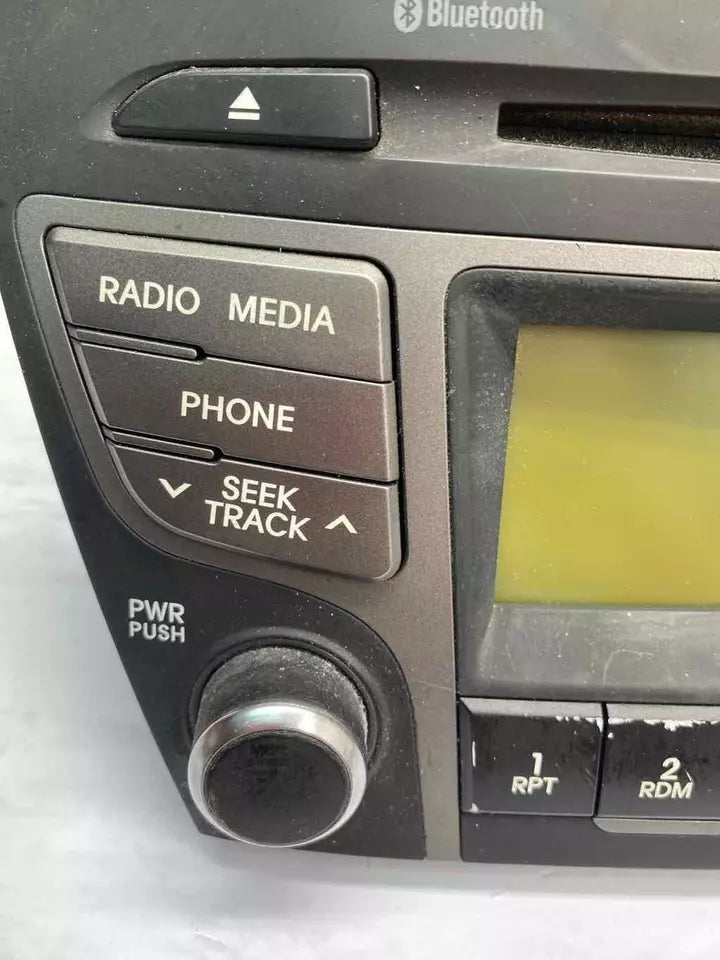 Bluetooth
RADIO MEDIA
PHONE
SEEK
TRACK
PWR
PUSH
1
RPT
2
RDM